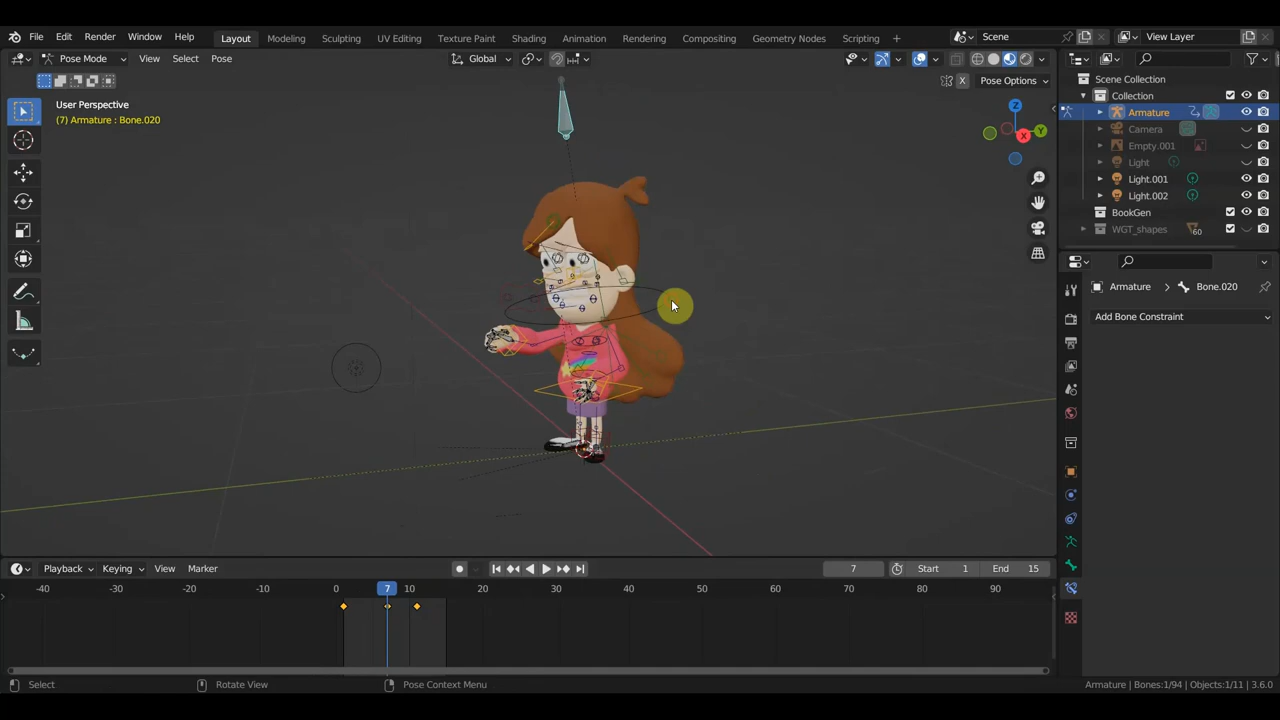 File Edit Render Window Help Layout Modeling Sculpting UV Editing Texture Paint Shading Animation Rendering Compositing Geometry Nodes Scripting + Scene View Layer
Pose Mode View Select Pose Global
X Pose Options
User Perspective
(7) Armature : Bone.020
Z
Y
X
Scene Collection
Collection
Armature
Camera
Empty.001
Light
Light.001
Light.002
BookGen
WGT_shapes 60
Armature > Bone.020
Add Bone Constraint
Playback Keying View Marker 7 Start 1 End 15
-40 -30 -20 -10 0 7 10 20 30 40 50 60 70 80 90
Select Rotate View Pose Context Menu Armature | Bones:1/94 | Objects:1/11 | 3.6.0